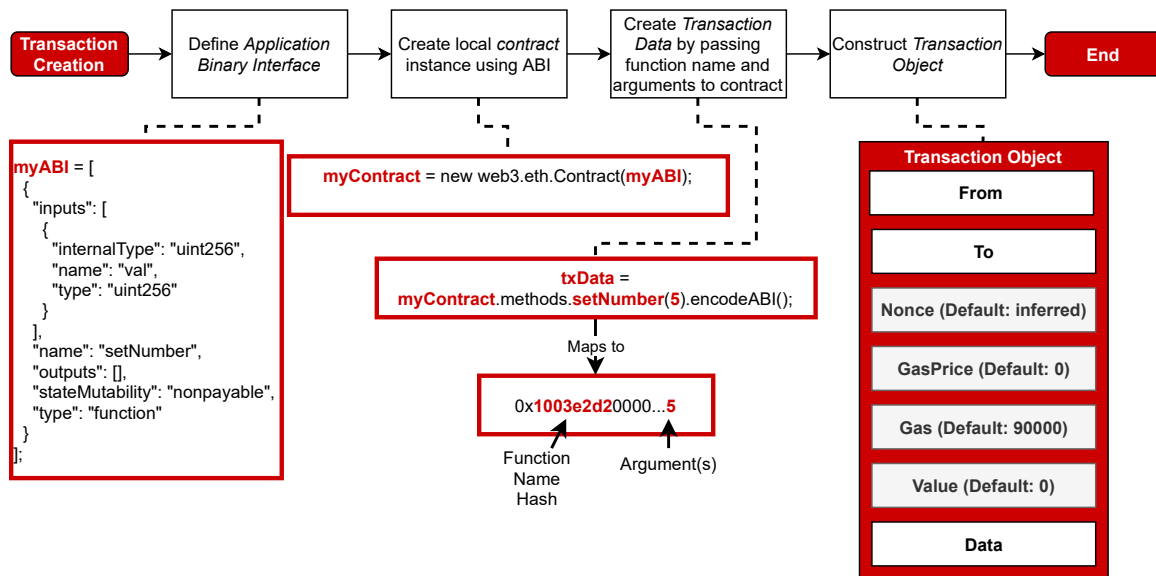 Transaction
Creation
Define Application
Binary Interface
Create local contract
instance using ABI
Create Transaction
Data by passing
function name and
arguments to contract
Construct Transaction
Object
End
myABI = [
{
"inputs": [
{
"internalType": "uint256",
"name": "val",
"type": "uint256"
}
],
"name": "setNumber",
"outputs": [],
"stateMutability": "nonpayable",
"type": "function"
}
];
myContract = new web3.eth.Contract(myABI);
txData =
myContract.methods.setNumber(5).encodeABI();
Maps to
0x1003e2d20000...5
Function
Name
Hash
Argument(s)
Transaction Object
From
To
Nonce (Default: inferred)
GasPrice (Default: 0)
Gas (Default: 90000)
Value (Default: 0)
Data